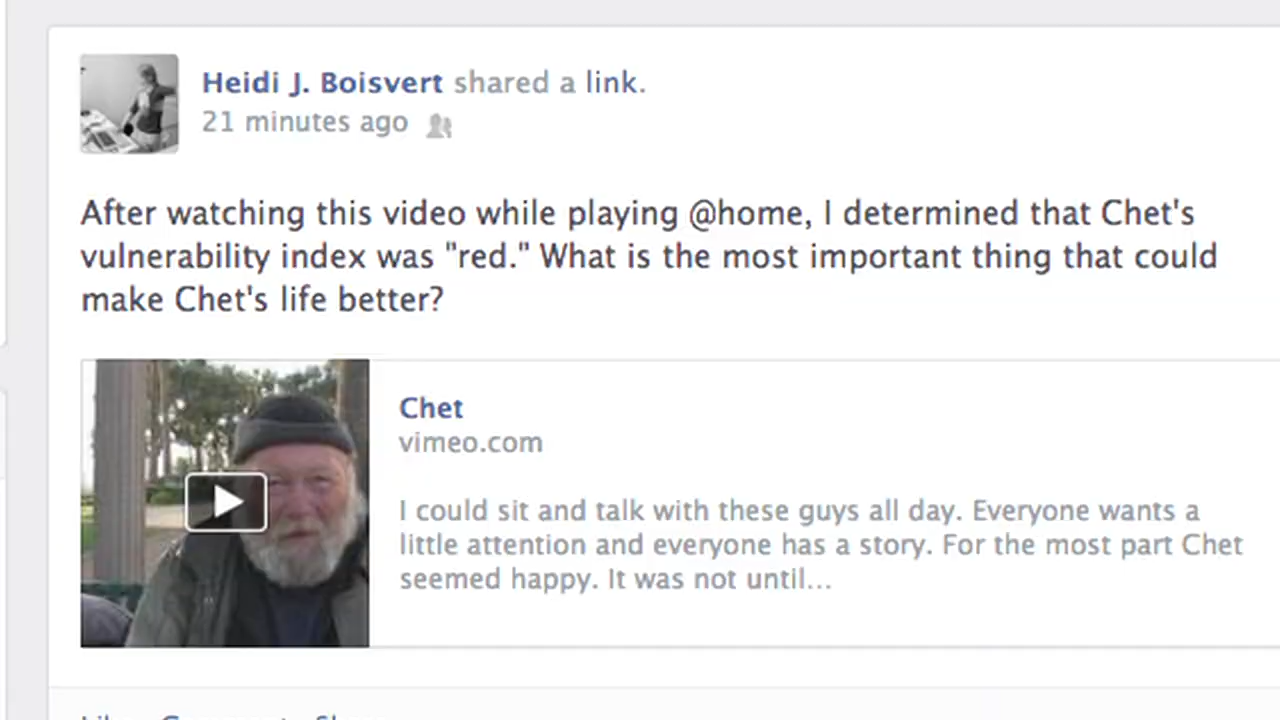 Heidi J. Boisvert shared a link.
21 minutes ago
After watching this video while playing @home, I determined that Chet's
vulnerability index was "red." What is the most important thing that could
make Chet's life better?
Chet
vimeo.com
I could sit and talk with these guys all day. Everyone wants a
little attention and everyone has a story. For the most part Chet
seemed happy. It was not until...